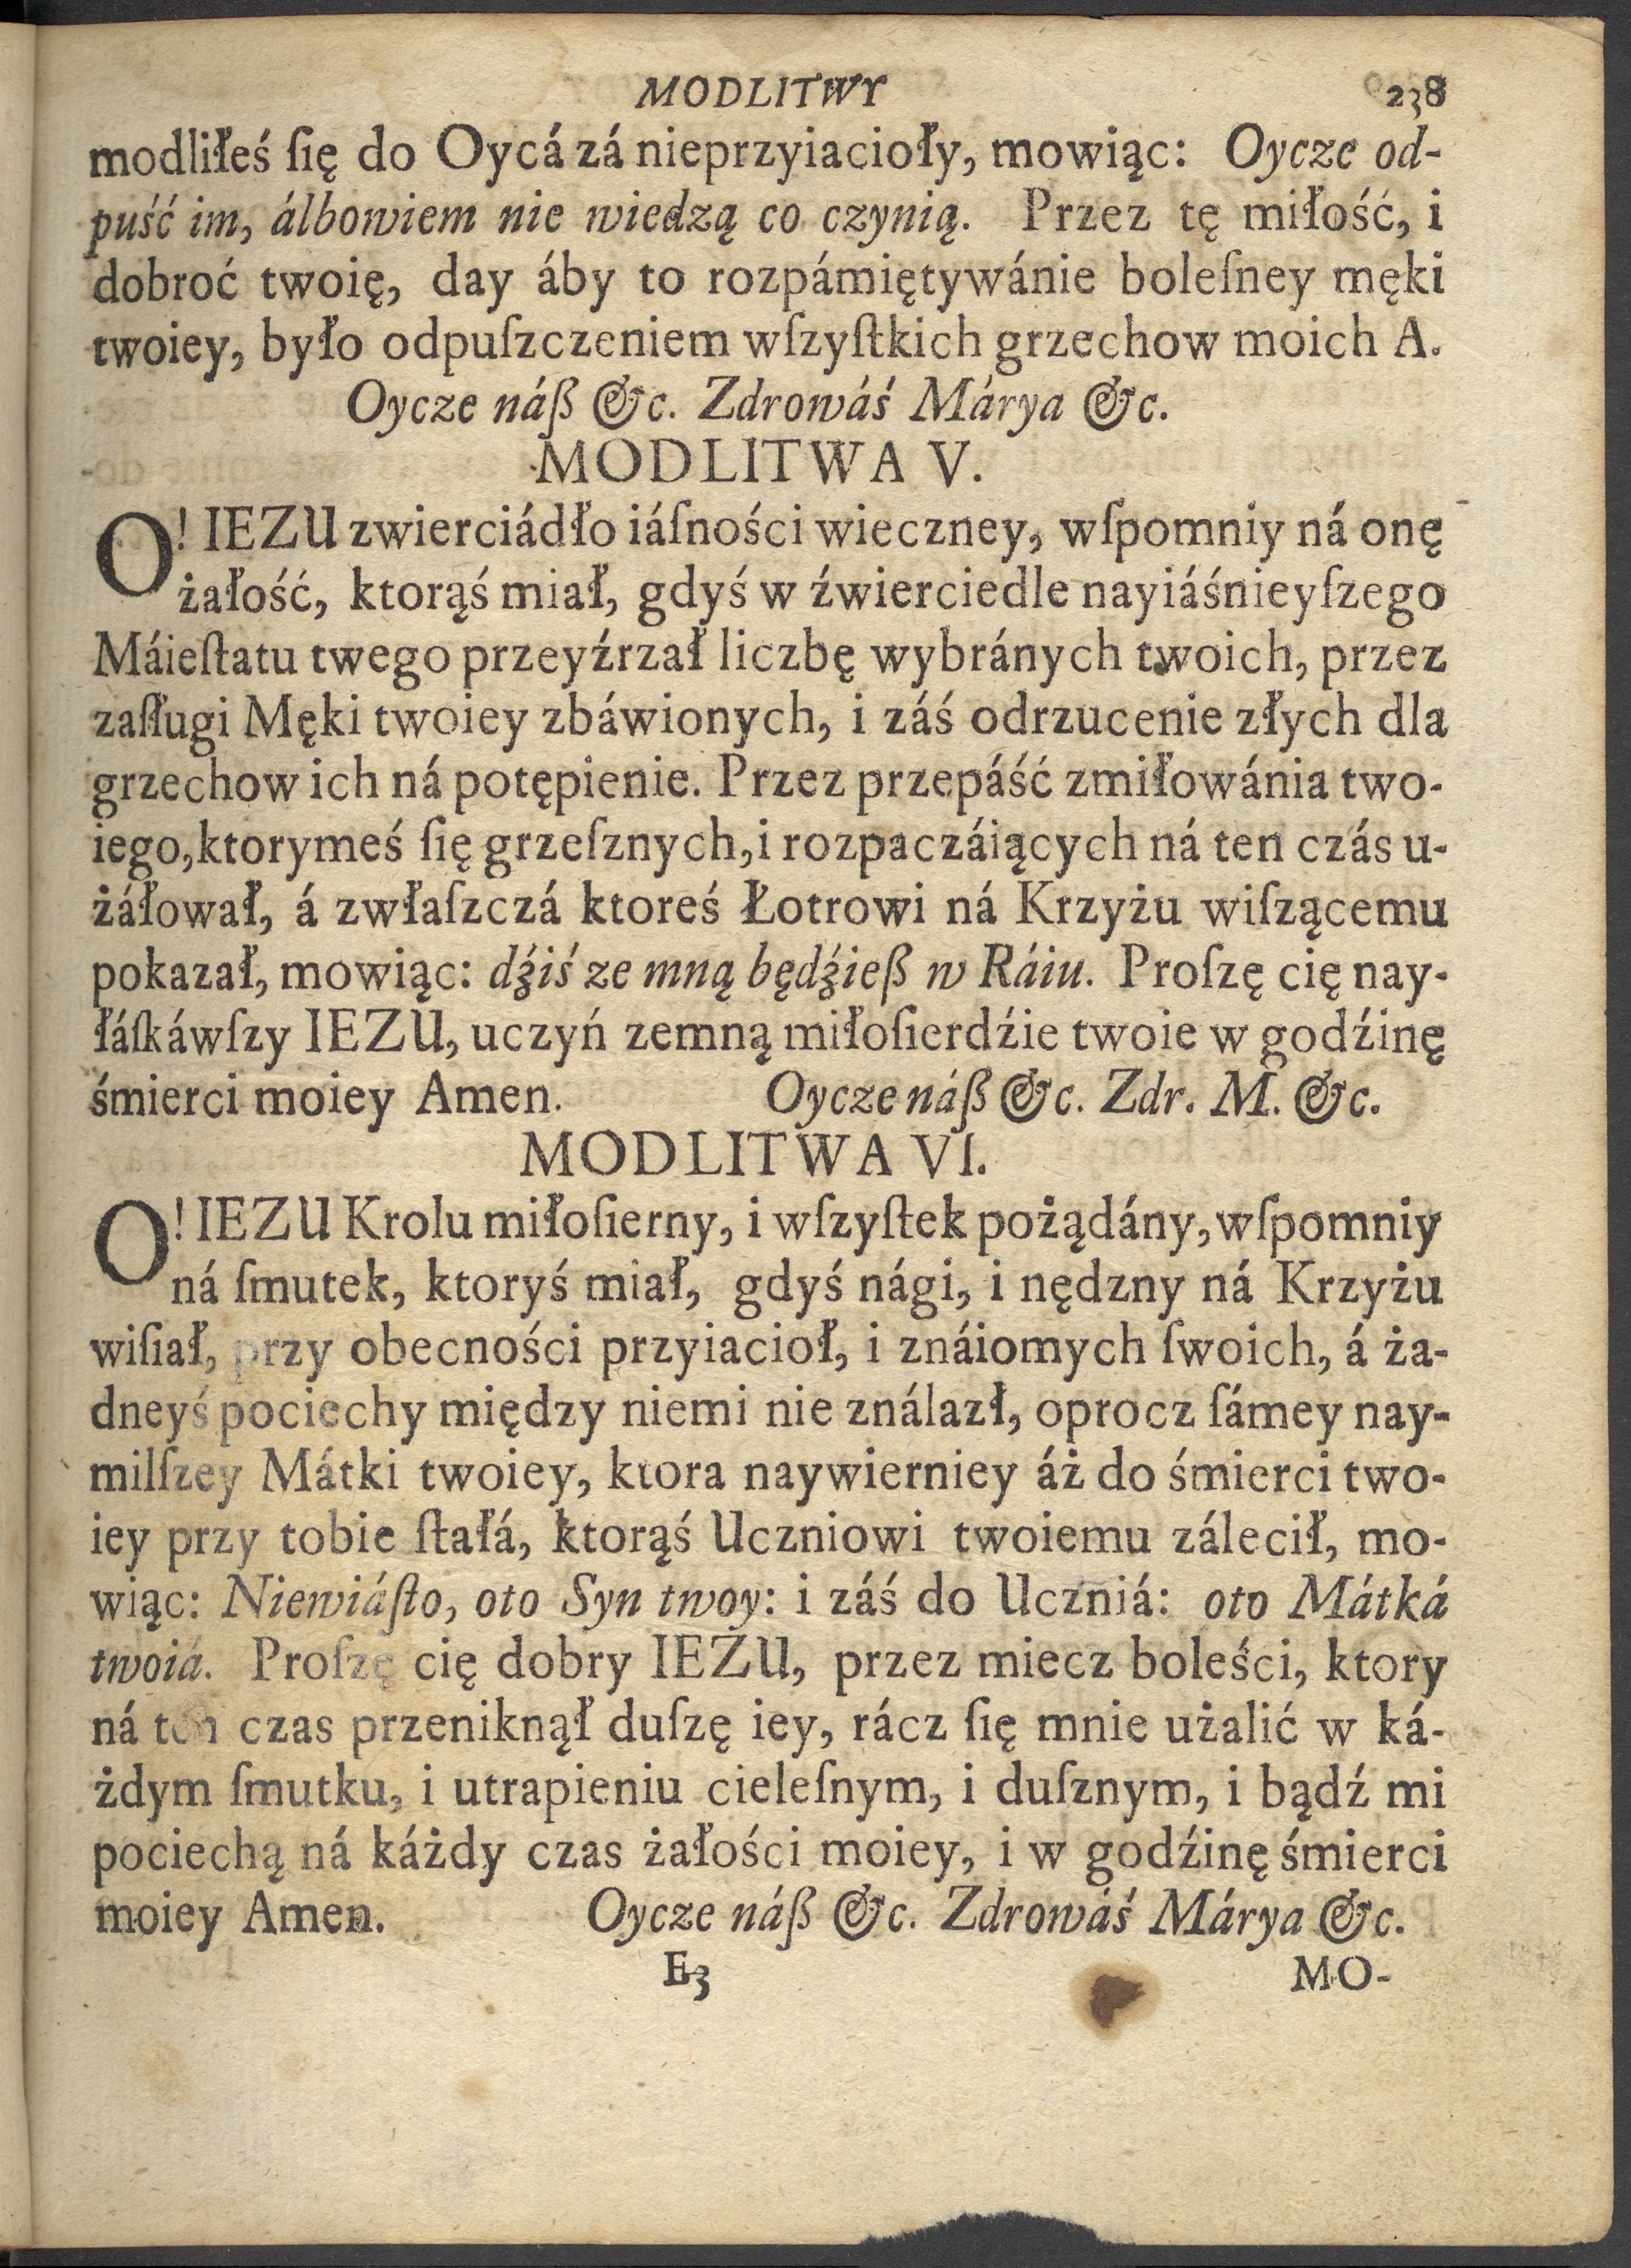 MODLITWY 238
modliłeś ſię do Oycá zá nieprzyiacioły, mowiąc: Oycze od-
puść im, álbowiem nie wiedzą co czynią. Przez tę miłość, i
dobroć twoię, day áby to rozpámiętywánie boleſney męki
twoiey, było odpuſzczeniem wſzyſtkich grzechow moich A.
Oycze náß &c. Zdrowáś Márya &c.
MODLITWA V.
O! IEZU zwierciádło iáſności wieczney, wſpomniy ná onę
żałość, ktorąś miał, gdyś w źwierciedle nayiáśnieyſzego
Máieſtatu twego przeyźrzał liczbę wybránych twoich, przez
zaſługi Męki twoiey zbáwionych, i záś odrzucenie złych dla
grzechow ich ná potępienie. Przez przepáść zmiłowánia two-
iego, ktorymeś ſię grzeſznych, i rozpaczáiących ná ten czás u-
żáłował, á zwłaſzczá ktoreś Łotrowi ná Krzyżu wiſzącemu
pokazał, mowiąc: dźiś ze mną będźieß w Ráiu. Proſzę cię nay-
łáſkáwſzy IEZU, uczyń zemną miłoſierdźie twoie w godźinę
śmierci moiey Amen. Oycze náß &c. Zdr. M. &c.
MODLITWA VI.
O! IEZU Krolu miłoſierny, i wſzyſtek pożądány, wſpomniy
ná ſmutek, ktoryś miał, gdyś nági, i nędzny ná Krzyżu
wiſiał, przy obecności przyiacioł, i znáiomych ſwoich, á ża-
dneyś pociechy między niemi nie ználazł, oprocz ſámey nay-
milſzey Mátki twoiey, ktora naywierniey áż do śmierci two-
iey przy tobie ſtałá, ktorąś Uczniowi twoiemu zálecił, mo-
wiąc: Niewiáſto, oto Syn twoy: i záś do Uczniá: oto Mátká
twoiá. Proſzę cię dobry IEŻU, przez miecz boleści, ktory
ná ten czas przeniknął duſzę iey, rácz ſię mnie użalić w ká-
żdym ſmutku, i utrapieniu cieleſnym, i duſznym, i bądź mi
pociechą ná káżdy czas żałości moiey, i w godźinę śmierci
moiey Amen. Oycze náß &c. Zdrowáś Márya &c.
E3 MO-